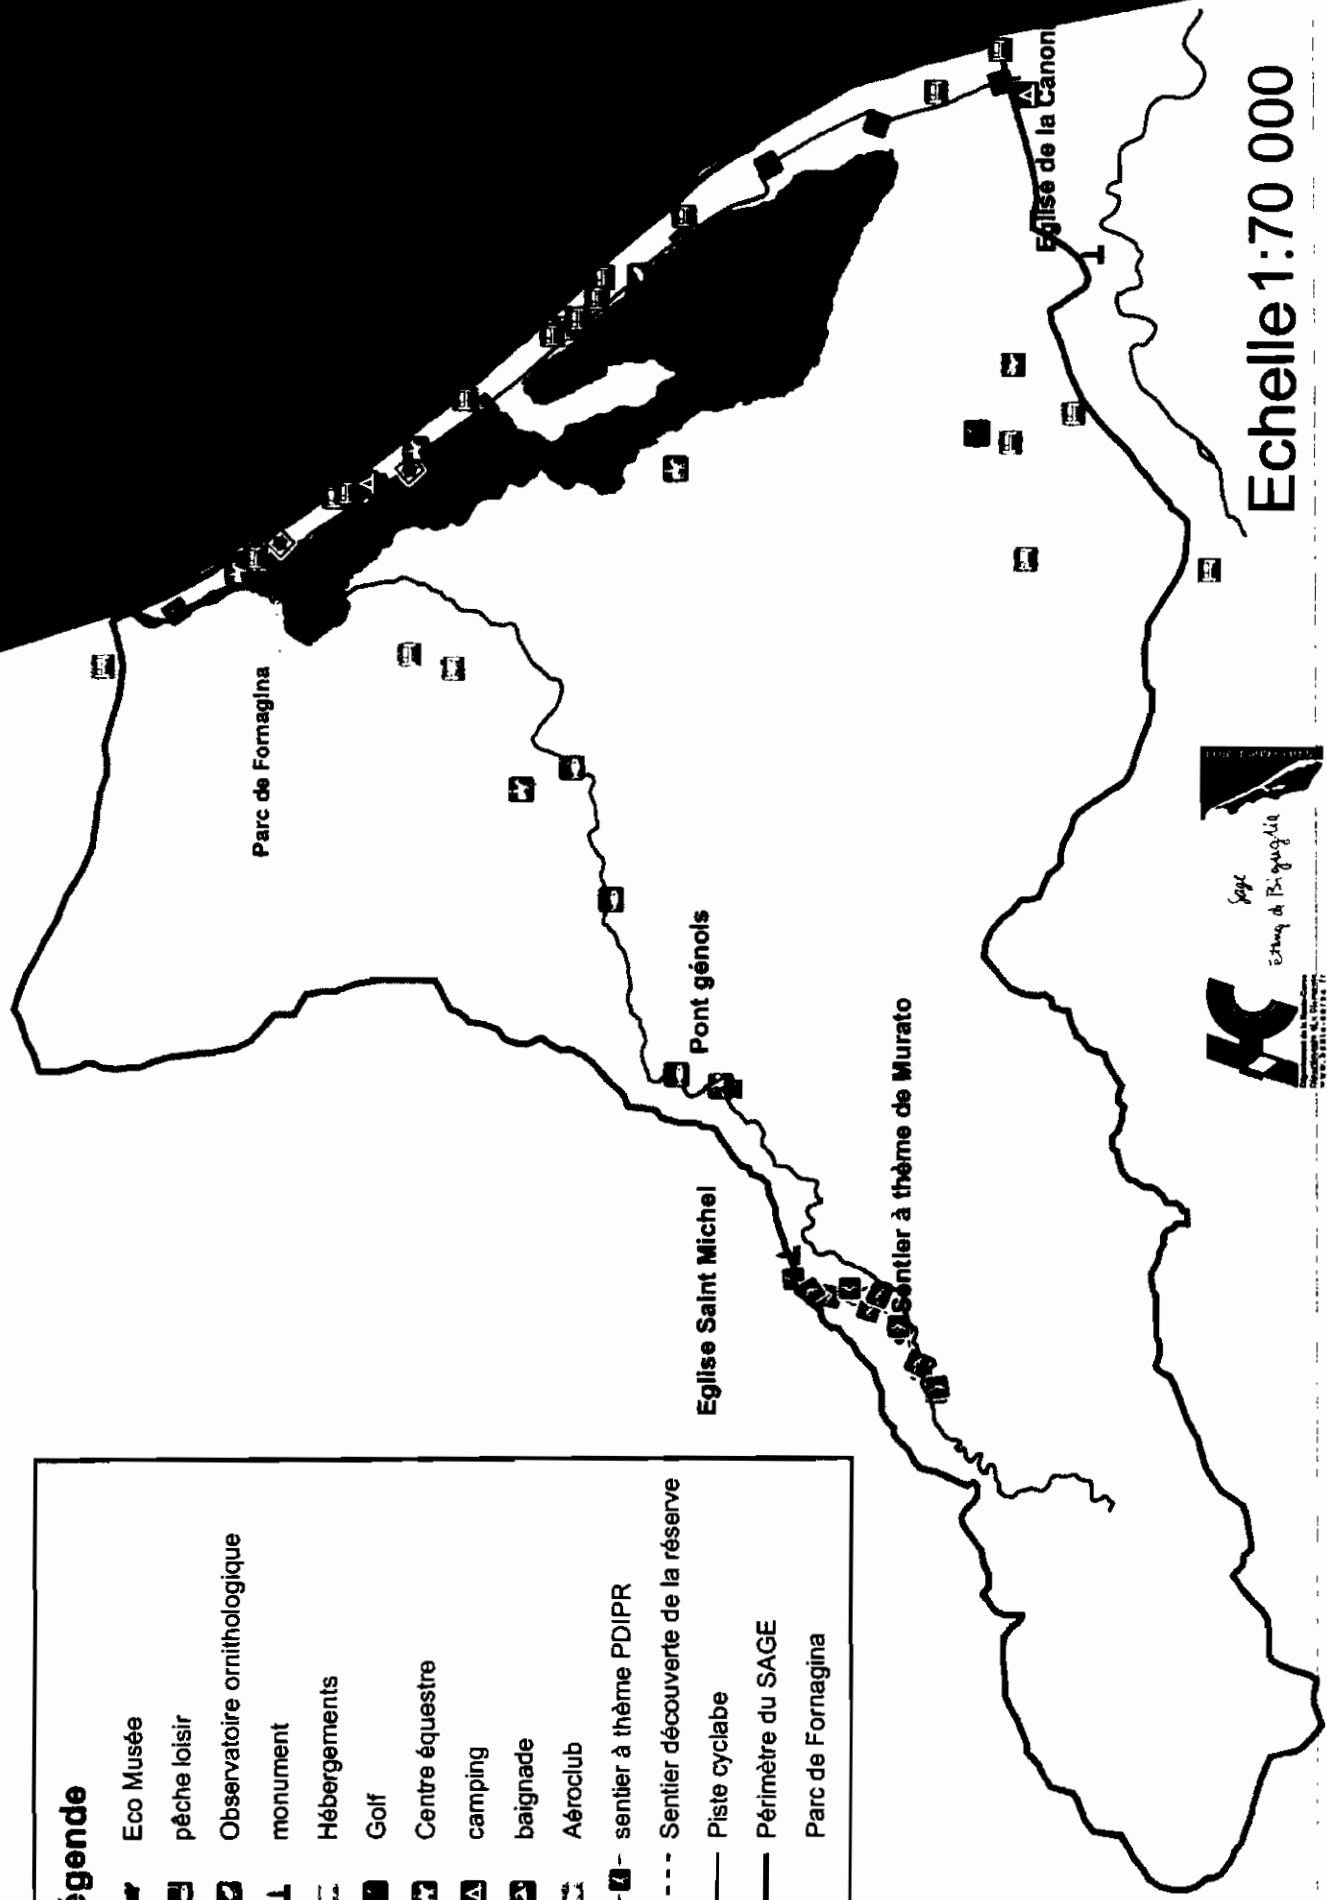 égende
Eco Musée
pêche loisir
Observatoire ornithologique
monument
Hébergements
Golf
Centre équestre
camping
baignade
Aéroclub
sentier à thème PDIPR
Sentier découverte de la réserve
Piste cyclabe
Périmètre du SAGE
Parc de Fornagina
Parc de Fornagina
Pont génois
Eglise Saint Michel
Sentier à thème de Murato
Eglise de la Canon
Echelle 1:70 000
Sage
étang de Biguglia